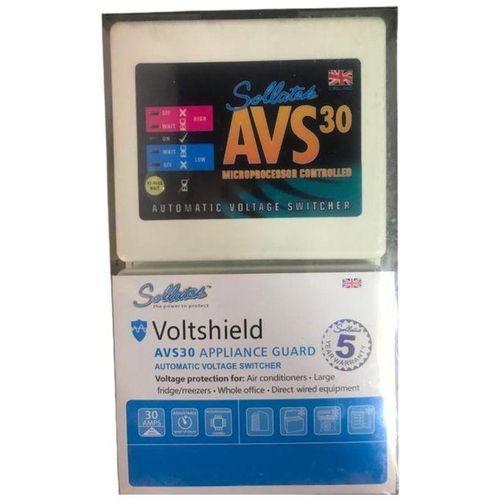 Sollatek
AVS30
MICROPROCESSOR CONTROLLED
OFF
WAIT
HIGH
ON
WAIT
LOW
OFF
AUTOMATIC VOLTAGE SWITCHER
Sollatek™
the power to protect
Voltshield
AVS30 APPLIANCE GUARD
AUTOMATIC VOLTAGE SWITCHER
Voltage protection for: Air conditioners • Large
fridge/freezers • Whole office • Direct wired equipment
Sollatek
5
YEAR WARRANTY
30
AMPS